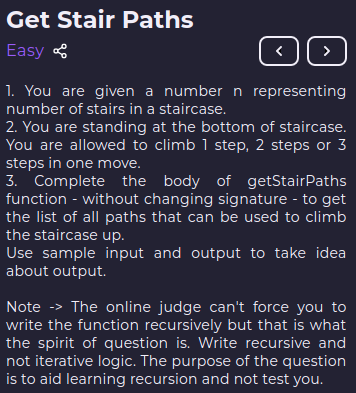 Get Stair Paths
Easy
1. You are given a number n representing
number of stairs in a staircase.
2. You are standing at the bottom of staircase.
You are allowed to climb 1 step, 2 steps or 3
steps in one move.
3. Complete the body of getStairPaths
function - without changing signature - to get
the list of all paths that can be used to climb
the staircase up.
Use sample input and output to take idea
about output.
Note -> The online judge can't force you to
write the function recursively but that is what
the spirit of question is. Write recursive and
not iterative logic. The purpose of the question
is to aid learning recursion and not test you.